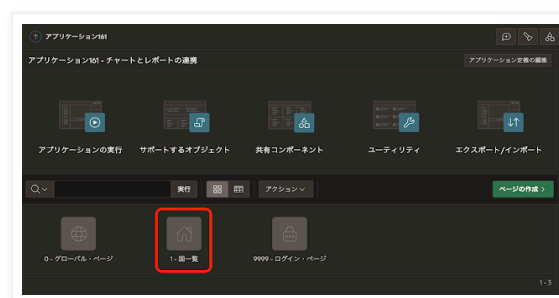 アプリケーション161
アプリケーション161 - チャートとレポートの連携
アプリケーション定義の編集
アプリケーションの実行
サポートするオブジェクト
共有コンポーネント
ユーティリティ
エクスポート/インポート
実行
アクション
ページの作成
0 - グローバル・ページ
1 - 国一覧
9999 - ログイン・ページ
1 - 3